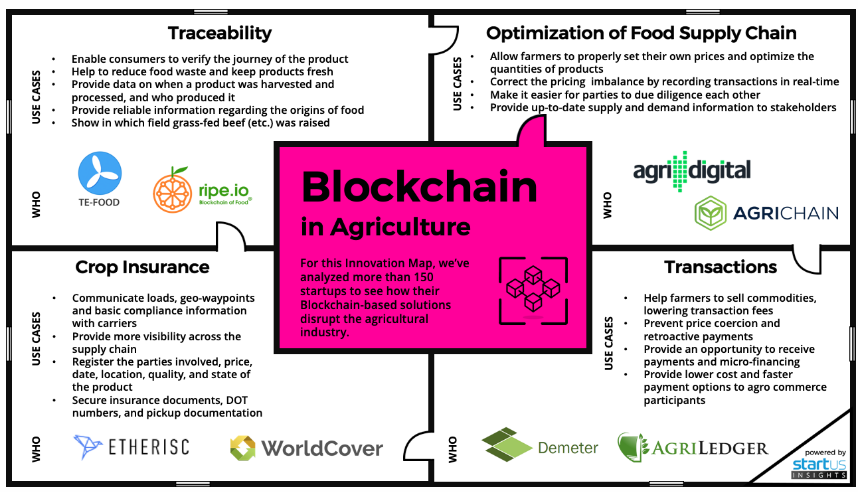 Traceability
USE CASES
• Enable consumers to verify the journey of the product
• Help to reduce food waste and keep products fresh
• Provide data on when a product was harvested and
processed, and who produced it
• Provide reliable information regarding the origins of food
• Show in which field grass-fed beef (etc.) was raised
WHO
TE-FOOD
ripe.io
Blockchain of Food
Optimization of Food Supply Chain
USE CASES
• Allow farmers to properly set their own prices and optimize the
quantities of products
• Correct the pricing imbalance by recording transactions in real-time
• Make it easier for parties to due diligence each other
• Provide up-to-date supply and demand information to stakeholders
WHO
agri digital
AGRICHAIN
Blockchain
in Agriculture
For this Innovation Map, we've
analyzed more than 150
startups to see how their
Blockchain-based solutions
disrupt the agricultural
industry.
Crop Insurance
USE CASES
• Communicate loads, geo-waypoints
and basic compliance information
with carriers
• Provide more visibility across the
supply chain
• Register the parties involved, price,
date, location, quality, and state of
the product
• Secure insurance documents, DOT
numbers, and pickup documentation
WHO
ETHERISC
WorldCover
Transactions
USE CASES
• Help farmers to sell commodities,
lowering transaction fees
• Prevent price coercion and
retroactive payments
• Provide an opportunity to receive
payments and micro-financing
• Provide lower cost and faster
payment options to agro commerce
participants
WHO
Demeter
AGRILEDGER
powered by
startus
INSIGHTS